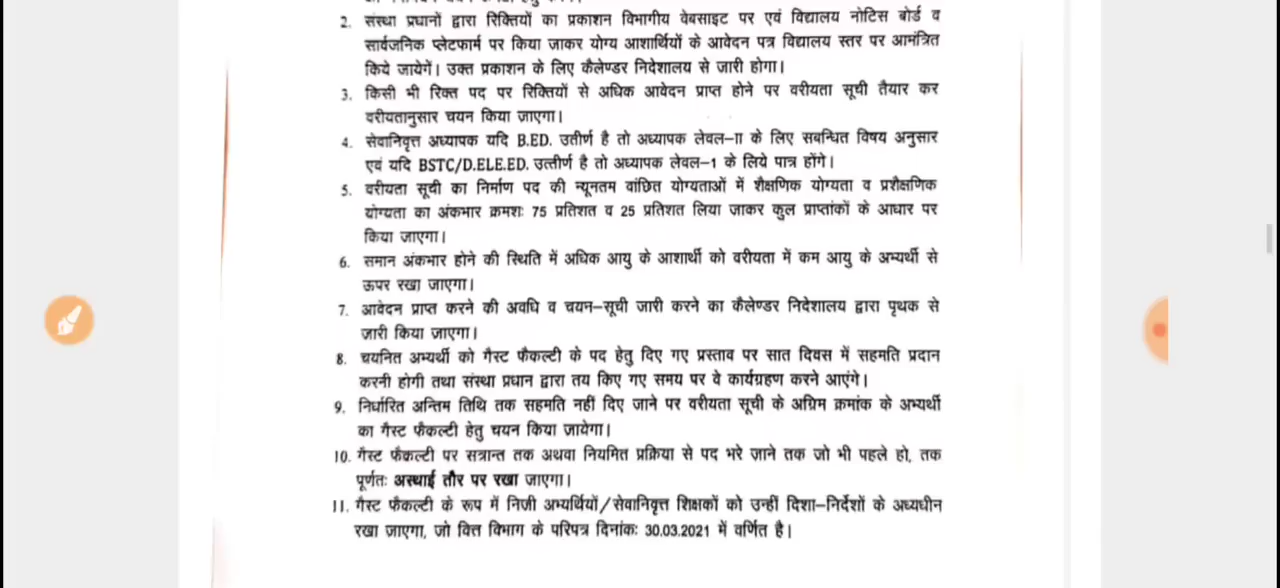 2. संस्था प्रधानों द्वारा रिक्तियों का प्रकाशन विभागीय वेबसाइट पर एवं विद्यालय नोटिस बोर्ड व
सार्वजनिक प्लेटफार्म पर किया जाकर योग्य आशार्थियों के आवेदन पत्र विद्यालय स्तर पर आमंत्रित
किये जायेगें। उक्त प्रकाशन के लिए कैलेण्डर निदेशालय से जारी होगा।
3. किसी भी रिक्त पद पर रिक्तियों से अधिक आवेदन प्राप्त होने पर वरीयता सूची तैयार कर
वरीयतानुसार चयन किया जाएगा।
4. सेवानिवृत्त अध्यापक यदि B.ED. उतीर्ण है तो अध्यापक लेवल-II के लिए सबन्धित विषय अनुसार
एवं यदि BSTC/D.ELE.ED. उत्तीर्ण है तो अध्यापक लेवल-1 के लिये पात्र होंगे।
5. वरीयता सूची का निर्माण पद की न्यूनतम वांछित योग्यताओं में शैक्षणिक योग्यता व प्रशैक्षणिक
योग्यता का अंकभार क्रमशः 75 प्रतिशत व 25 प्रतिशत लिया जाकर कुल प्राप्तांकों के आधार पर
किया जाएगा।
6. समान अंकभार होने की स्थिति में अधिक आयु के आशार्थी को वरीयता में कम आयु के अभ्यर्थी से
ऊपर रखा जाएगा।
7. आवेदन प्राप्त करने की अवधि व चयन-सूची जारी करने का कैलेण्डर निदेशालय द्वारा पृथक से
जारी किया जाएगा।
8. चयनित अभ्यर्थी को गैस्ट फैकल्टी के पद हेतु दिए गए प्रस्ताव पर सात दिवस में सहमति प्रदान
करनी होगी तथा संस्था प्रधान द्वारा तय किए गए समय पर वे कार्यग्रहण करने आएंगे।
9. निर्धारित अन्तिम तिथि तक सहमति नहीं दिए जाने पर वरीयता सूची के अग्रिम क्रमांक के अभ्यर्थी
का गैस्ट फैकल्टी हेतु चयन किया जायेगा।
10. गैस्ट फैकल्टी पर सत्रान्त तक अथवा नियमित प्रक्रिया से पद भरे जाने तक जो भी पहले हो, तक
पूर्णतः अस्थाई तौर पर रखा जाएगा।
11. गैस्ट फैकल्टी के रूप में निजी अभ्यर्थियों/सेवानिवृत्त शिक्षकों को उन्हीं दिशा-निर्देशों के अध्यधीन
रखा जाएगा, जो वित्त विभाग के परिपत्र दिनांकः 30.03.2021 में वर्णित है।